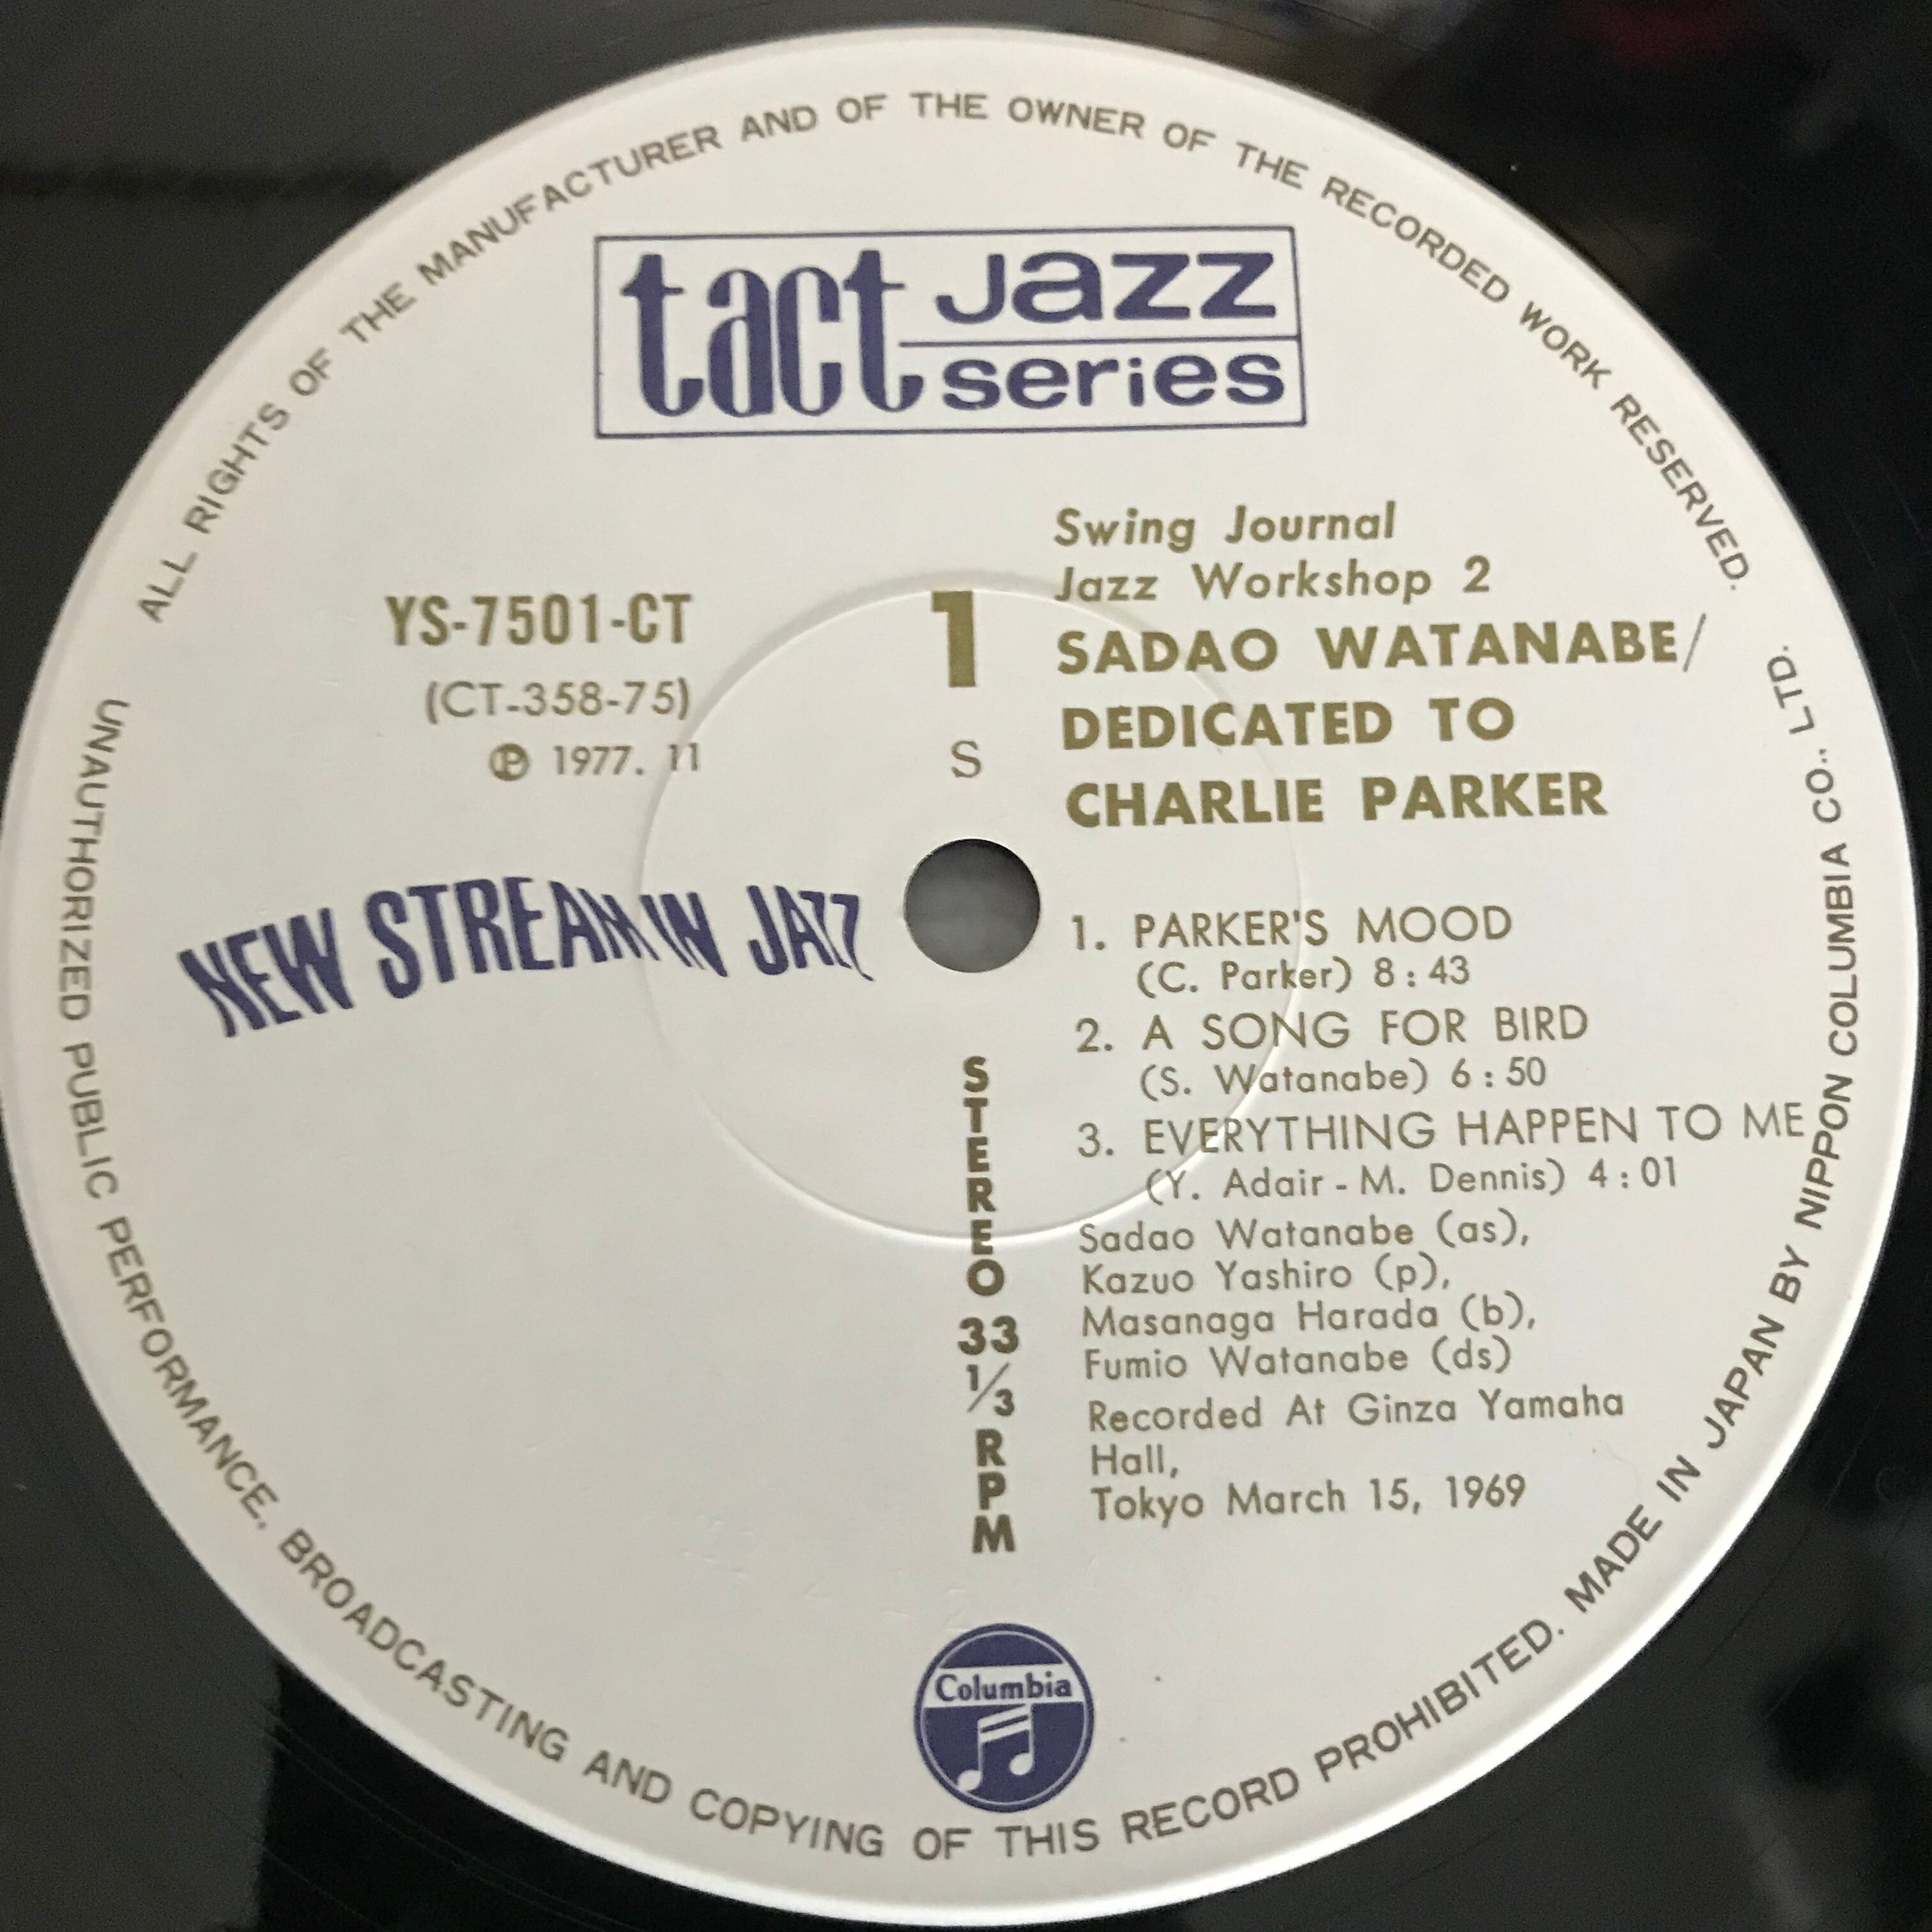 ALL RIGHTS OF THE MANUFACTURER AND OF THE OWNER OF THE RECORDED WORK RESERVED.
tact jazz
series
Swing Journal
Jazz Workshop 2
SADAO WATANABE/
DEDICATED TO
CHARLIE PARKER
YS-7501-CT
(CT-358-75)
Ⓟ 1977. 11
1
S
NEW STREAM IN JAZZ
1. PARKER'S MOOD
(C. Parker) 8:43
2. A SONG FOR BIRD
(S. Watanabe) 6:50
3. EVERYTHING HAPPEN TO ME
(Y. Adair - M. Dennis) 4:01
Sadao Watanabe (as),
Kazuo Yashiro (p),
Masanaga Harada (b),
Fumio Watanabe (ds)
Recorded At Ginza Yamaha
Hall,
Tokyo March 15, 1969
STEREO
33
1/3
RPM
Columbia
UNAUTHORIZED PUBLIC PERFORMANCE, BROADCASTING AND COPYING OF THIS RECORD PROHIBITED. MADE IN JAPAN BY NIPPON COLUMBIA CO., LTD.